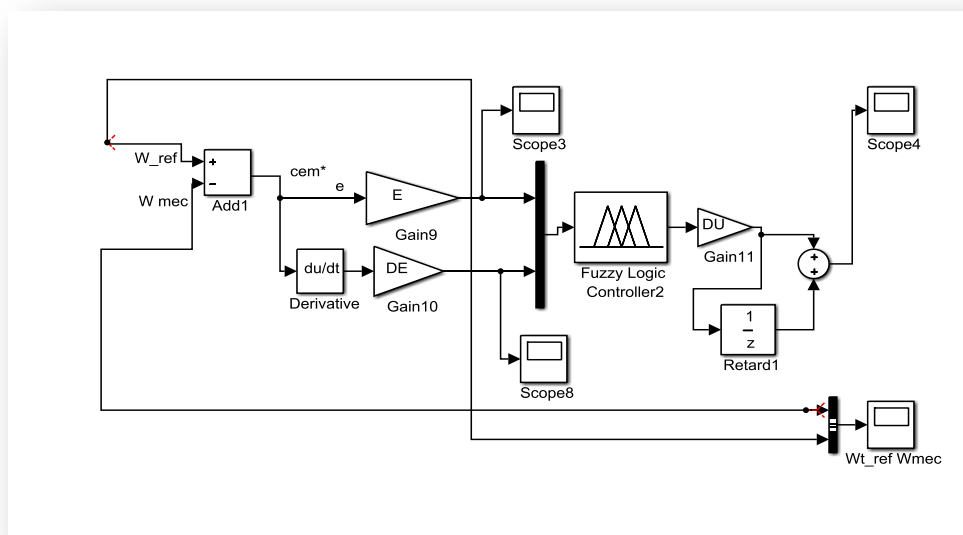 Scope3
Scope4
W_ref
+
−
W mec
Add1
cem*
e
E
Gain9
du/dt
Derivative
DE
Gain10
Fuzzy Logic
Controller2
DU
Gain11
+
+
1
z
Retard1
Scope8
Wt_ref Wmec